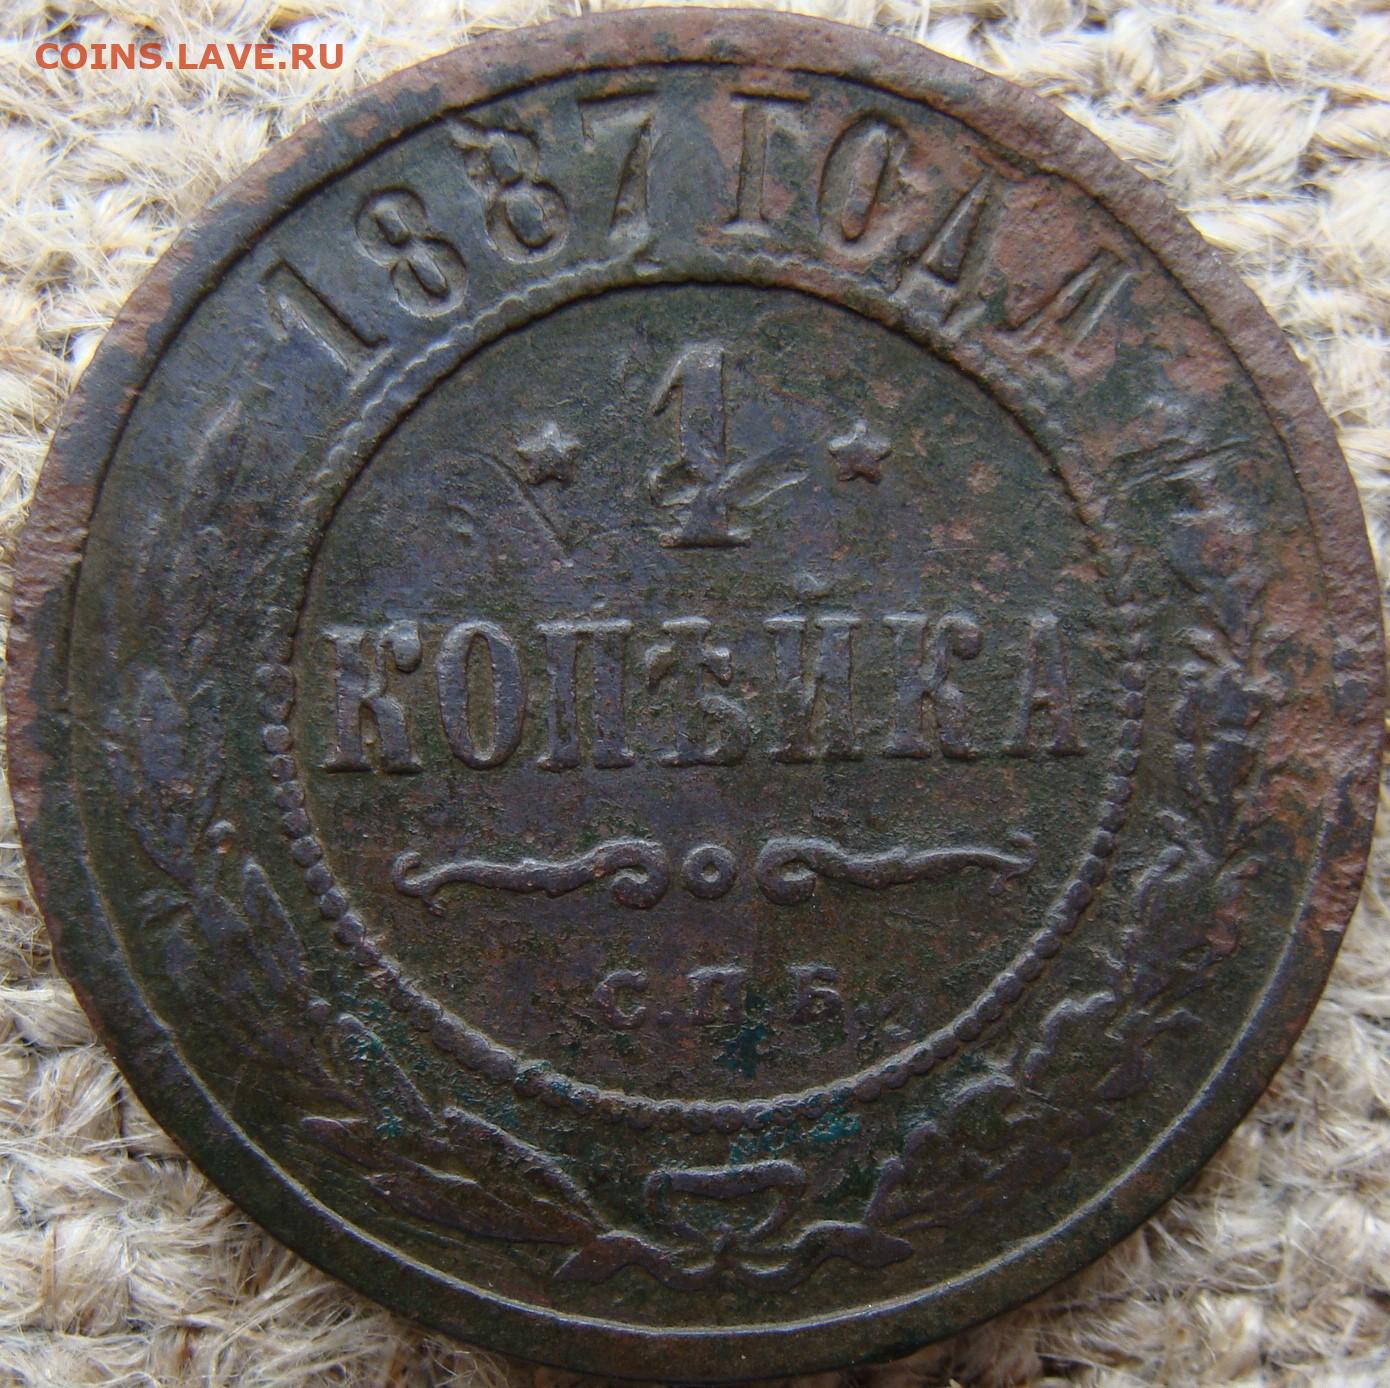 COINS.LAVE.RU
1887 ГОДА
1
КОПѢЙКА
С.П.Б.